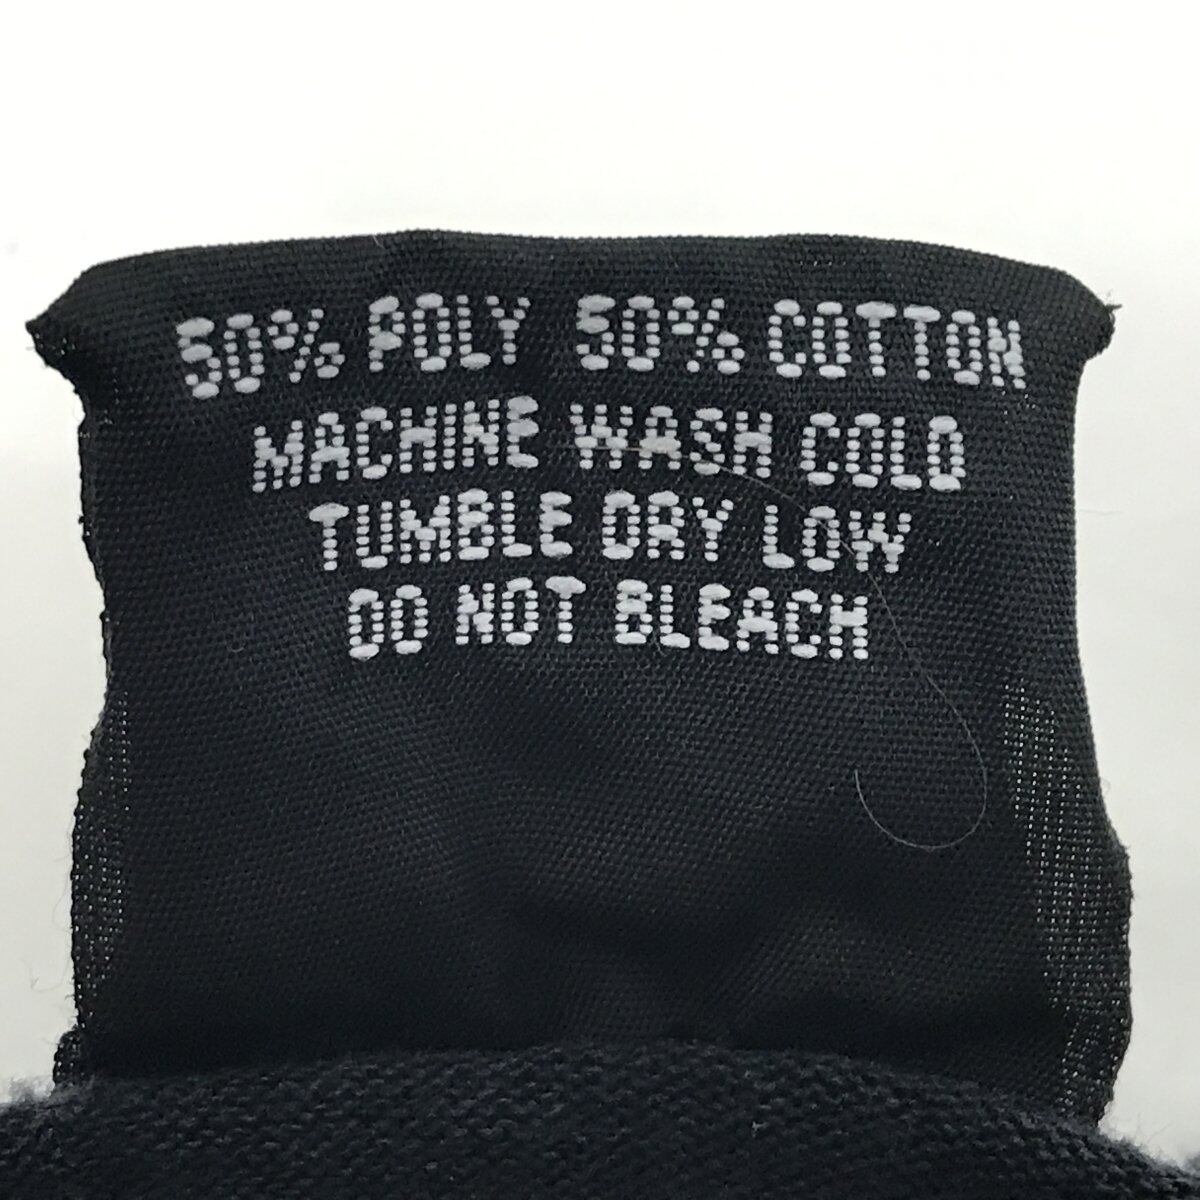 50% POLY 50% COTTON
MACHINE WASH COLD
TUMBLE DRY LOW
DO NOT BLEACH